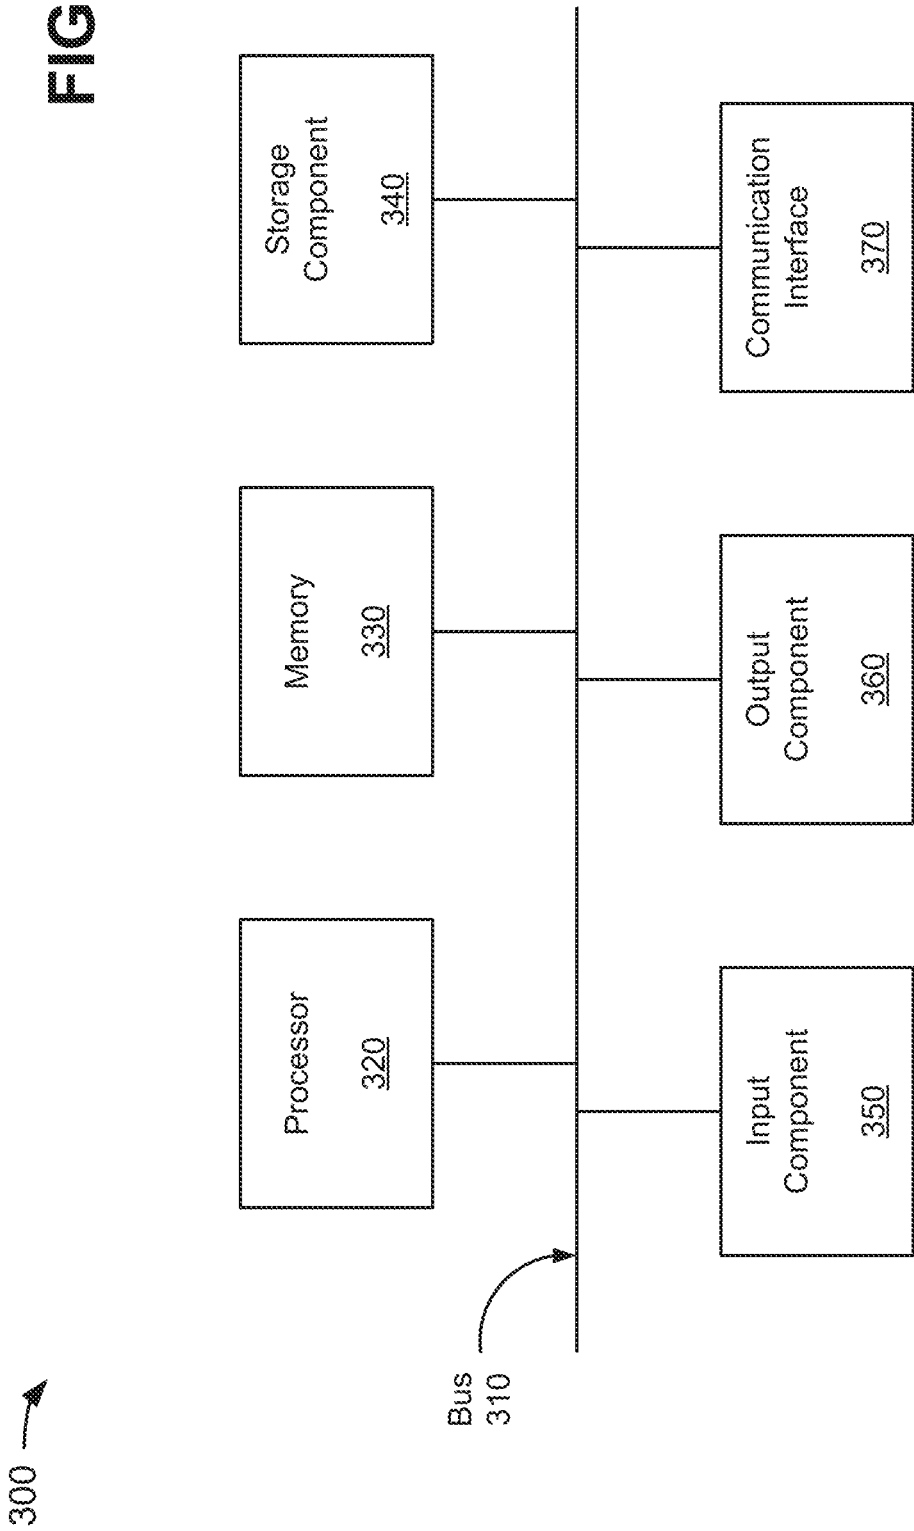 300
FIG
Processor
320
Memory
330
Storage
Component
340
Bus
310
Input
Component
350
Output
Component
360
Communication
Interface
370